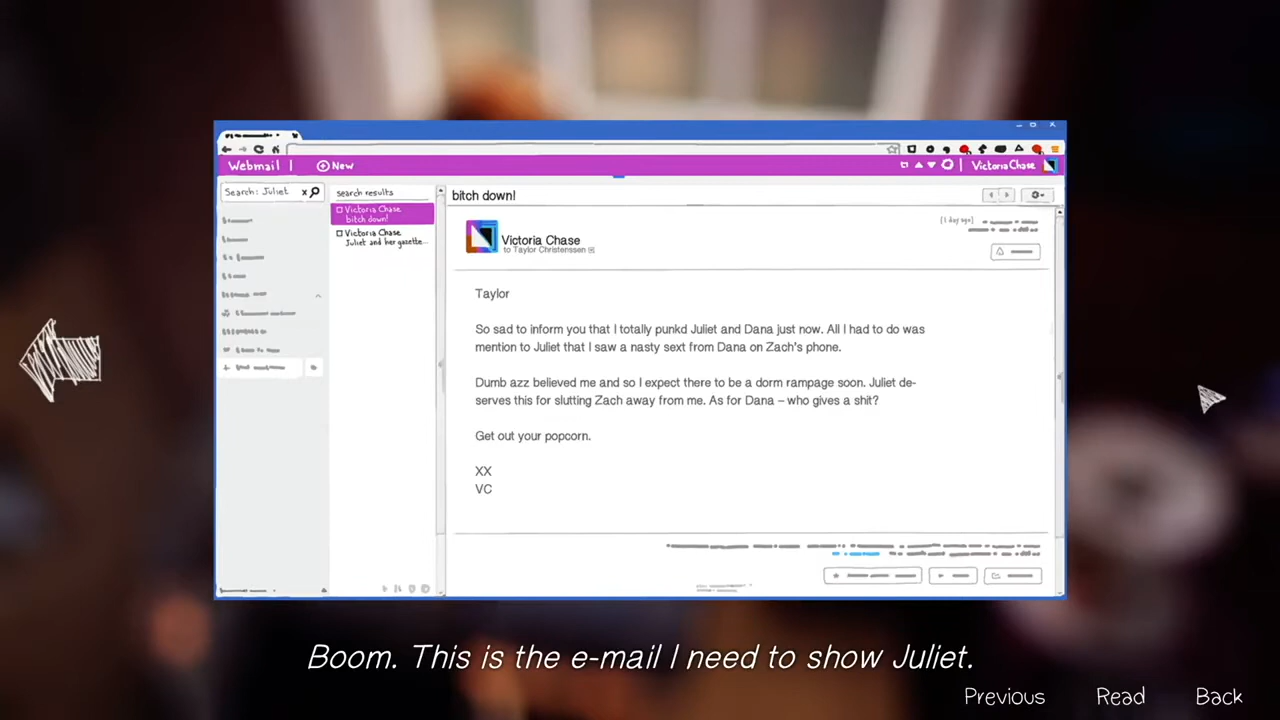 Webmail |
New
Victoria Chase
Search: Juliet x
search results
Victoria Chase
bitch down!
Victoria Chase
Juliet and her gazette...
bitch down!
Victoria Chase
to Taylor Christenssen
(1 day ago)
Taylor
So sad to inform you that I totally punkd Juliet and Dana just now. All I had to do was
mention to Juliet that I saw a nasty sext from Dana on Zach's phone.
Dumb azz believed me and so I expect there to be a dorm rampage soon. Juliet de-
serves this for slutting Zach away from me. As for Dana – who gives a shit?
Get out your popcorn.
XX
VC
Boom. This is the e-mail I need to show Juliet.
Previous
Read
Back